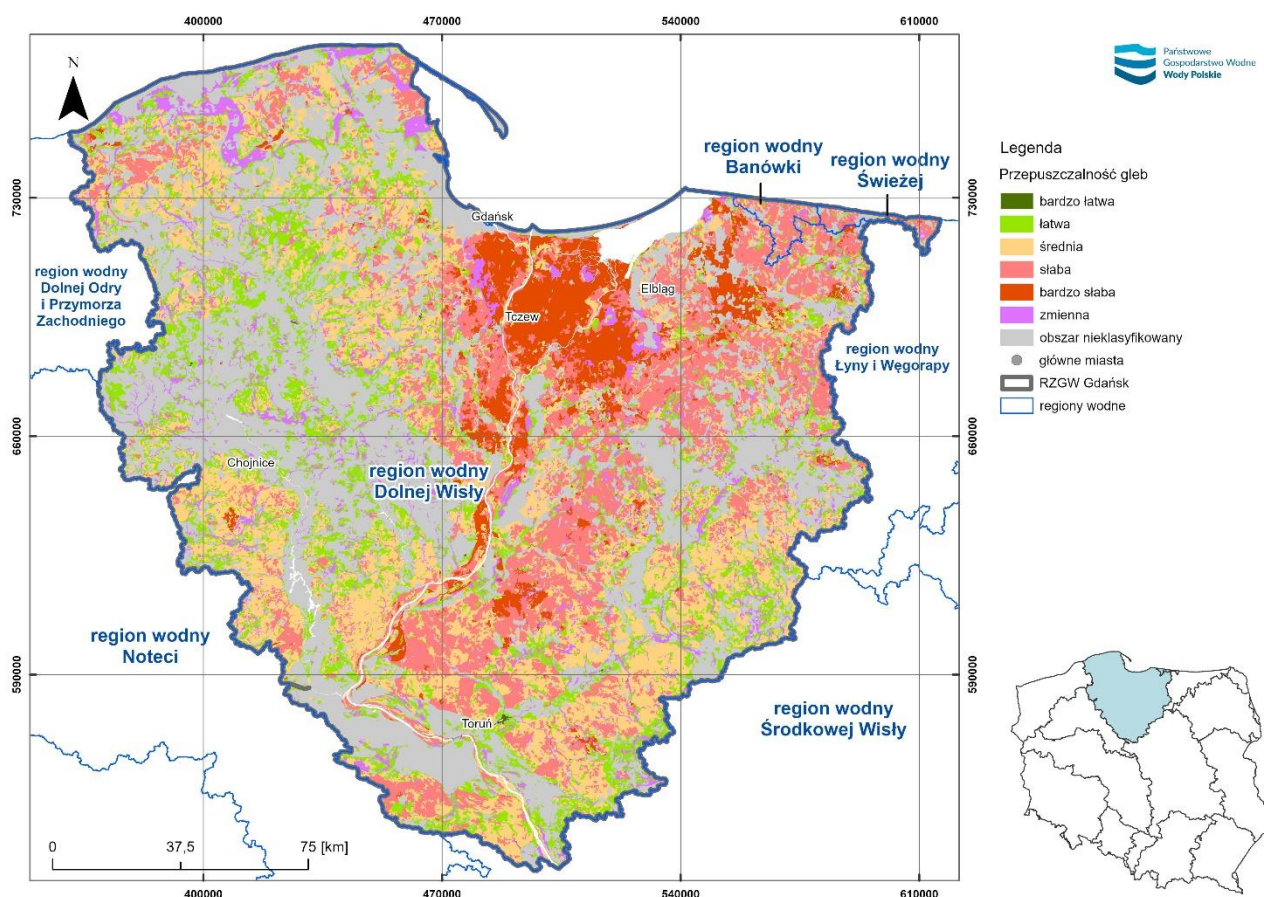 400000
470000
540000
610000
N
Państwowe
Gospodarstwo Wodne
Wody Polskie
region wodny
Banówki
region wodny
Świeżej
Legenda
Przepuszczalność gleb
bardzo łatwa
łatwa
średnia
słaba
bardzo słaba
zmienna
obszar nieklasyfikowany
główne miasta
RZGW Gdańsk
regiony wodne
730000
730000
Gdańsk
region wodny
Dolnej Odry
i Przymorza
Zachodniego
Elbląg
Tczew
region wodny
Łyny i Węgorapy
660000
660000
Chojnice
region wodny
Dolnej Wisły
region wodny
Noteci
590000
590000
Toruń
region wodny
Środkowej Wisły
0
37,5
75 [km]
400000
470000
540000
610000